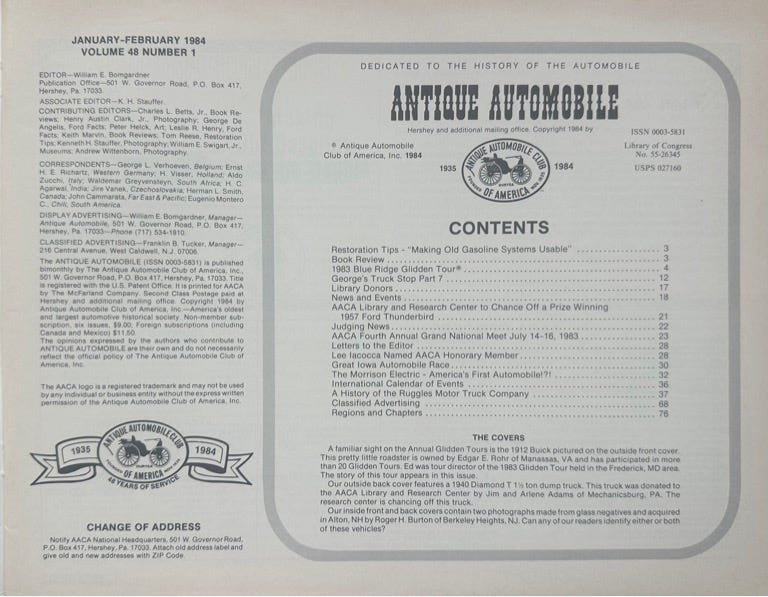 JANUARY-FEBRUARY 1984
VOLUME 48 NUMBER 1
EDITOR—William E. Bomgardner
Publication Office—501 W. Governor Road, P.O. Box 417,
Hershey, Pa. 17033.
ASSOCIATE EDITOR—K. H. Stauffer.
CONTRIBUTING EDITORS—Charles L. Betts, Jr., Book Re-
views; Henry Austin Clark, Jr., Photography; George De
Angelis, Ford Facts; Peter Helck, Art; Leslie R. Henry, Ford
Facts; Keith Marvin, Book Reviews; Tom Reese, Restoration
Tips; Kenneth H. Stauffer, Photography; William E. Swigart, Jr.,
Museums; Andrew Wittenborn, Photography.
CORRESPONDENTS—George L. Verhoeven, Belgium; Ernst
H. E. Richartz, Western Germany; H. Visser, Holland; Aldo
Zucchi, Italy; Waldemar Greyvensteyn, South Africa; H. C.
Agarwal, India; Jire Vanek, Czechoslovakia; Herman L. Smith,
Canada; John Cammarata, Far East & Pacific; Eugenio Montero
C., Chili, South America.
DISPLAY ADVERTISING—William E. Bomgardner, Manager—
Antique Automobile, 501 W. Governor Road, P.O. Box 417,
Hershey, Pa. 17033—Phone (717) 534-1910.
CLASSIFIED ADVERTISING—Franklin B. Tucker, Manager—
216 Central Avenue, West Caldwell, N.J. 07006.
The ANTIQUE AUTOMOBILE (ISSN 0003-5831) is published
bimonthly by The Antique Automobile Club of America, Inc.,
501 W. Governor Road, P.O. Box 417, Hershey, Pa. 17033. Title
is registered with the U.S. Patent Office. It is printed for AACA
by The McFarland Company. Second Class Postage paid at
Hershey and additional mailing office. Copyright 1984 by
Antique Automobile Club of America, Inc.—America's oldest
and largest automotive historical society. Non-member sub-
scription, six issues, $9.00; Foreign subscriptions (including
Canada and Mexico) $11.50.
The opinions expressed by the authors who contribute to
ANTIQUE AUTOMOBILE are their own and do not necessarily
reflect the official policy of The Antique Automobile Club of
America, Inc.
The AACA logo is a registered trademark and may not be used
by any individual or business entity without the express written
permission of the Antique Automobile Club of America, Inc.
1935 ANTIQUE AUTOMOBILE CLUB 1984
FOUNDED NOV 1935
OF AMERICA
48 YEARS OF SERVICE
CHANGE OF ADDRESS
Notify AACA National Headquarters, 501 W. Governor Road,
P.O. Box 417, Hershey, Pa. 17033. Attach old address label and
give old and new addresses with ZIP Code.
DEDICATED TO THE HISTORY OF THE AUTOMOBILE
ANTIQUE AUTOMOBILE
Hershey and additional mailing office. Copyright 1984 by
® Antique Automobile
Club of America, Inc. 1984
ISSN 0003-5831
Library of Congress
No. 55-26345
USPS 027160
1935 ANTIQUE AUTOMOBILE CLUB 1984
FOUNDED NOV 1935
OF AMERICA
CONTENTS
Restoration Tips - "Making Old Gasoline Systems Usable" ................ 3
Book Review ................ 3
1983 Blue Ridge Glidden Tour® ................ 4
George's Truck Stop Part 7 ................ 12
Library Donors ................ 17
News and Events ................ 18
AACA Library and Research Center to Chance Off a Prize Winning
1957 Ford Thunderbird ................ 21
Judging News ................ 22
AACA Fourth Annual Grand National Meet July 14-16, 1983 ................ 23
Letters to the Editor ................ 28
Lee Iacocca Named AACA Honorary Member ................ 28
Great Iowa Automobile Race ................ 30
The Morrison Electric - America's First Automobile!?! ................ 32
International Calendar of Events ................ 36
A History of the Ruggles Motor Truck Company ................ 37
Classified Advertising ................ 68
Regions and Chapters ................ 76
THE COVERS
A familiar sight on the Annual Glidden Tours is the 1912 Buick pictured on the outside front cover.
This pretty little roadster is owned by Edgar E. Rohr of Manassas, VA and has participated in more
than 20 Glidden Tours. Ed was tour director of the 1983 Glidden Tour held in the Frederick, MD area.
The story of this tour appears in this issue.
Our outside back cover features a 1940 Diamond T 1½ ton dump truck. This truck was donated to
the AACA Library and Research Center by Jim and Arlene Adams of Mechanicsburg, PA. The
research center is chancing off this truck.
Our inside front and back covers contain two photographs made from glass negatives and acquired
in Alton, NH by Roger H. Burton of Berkeley Heights, NJ. Can any of our readers identify either or both
of these vehicles?